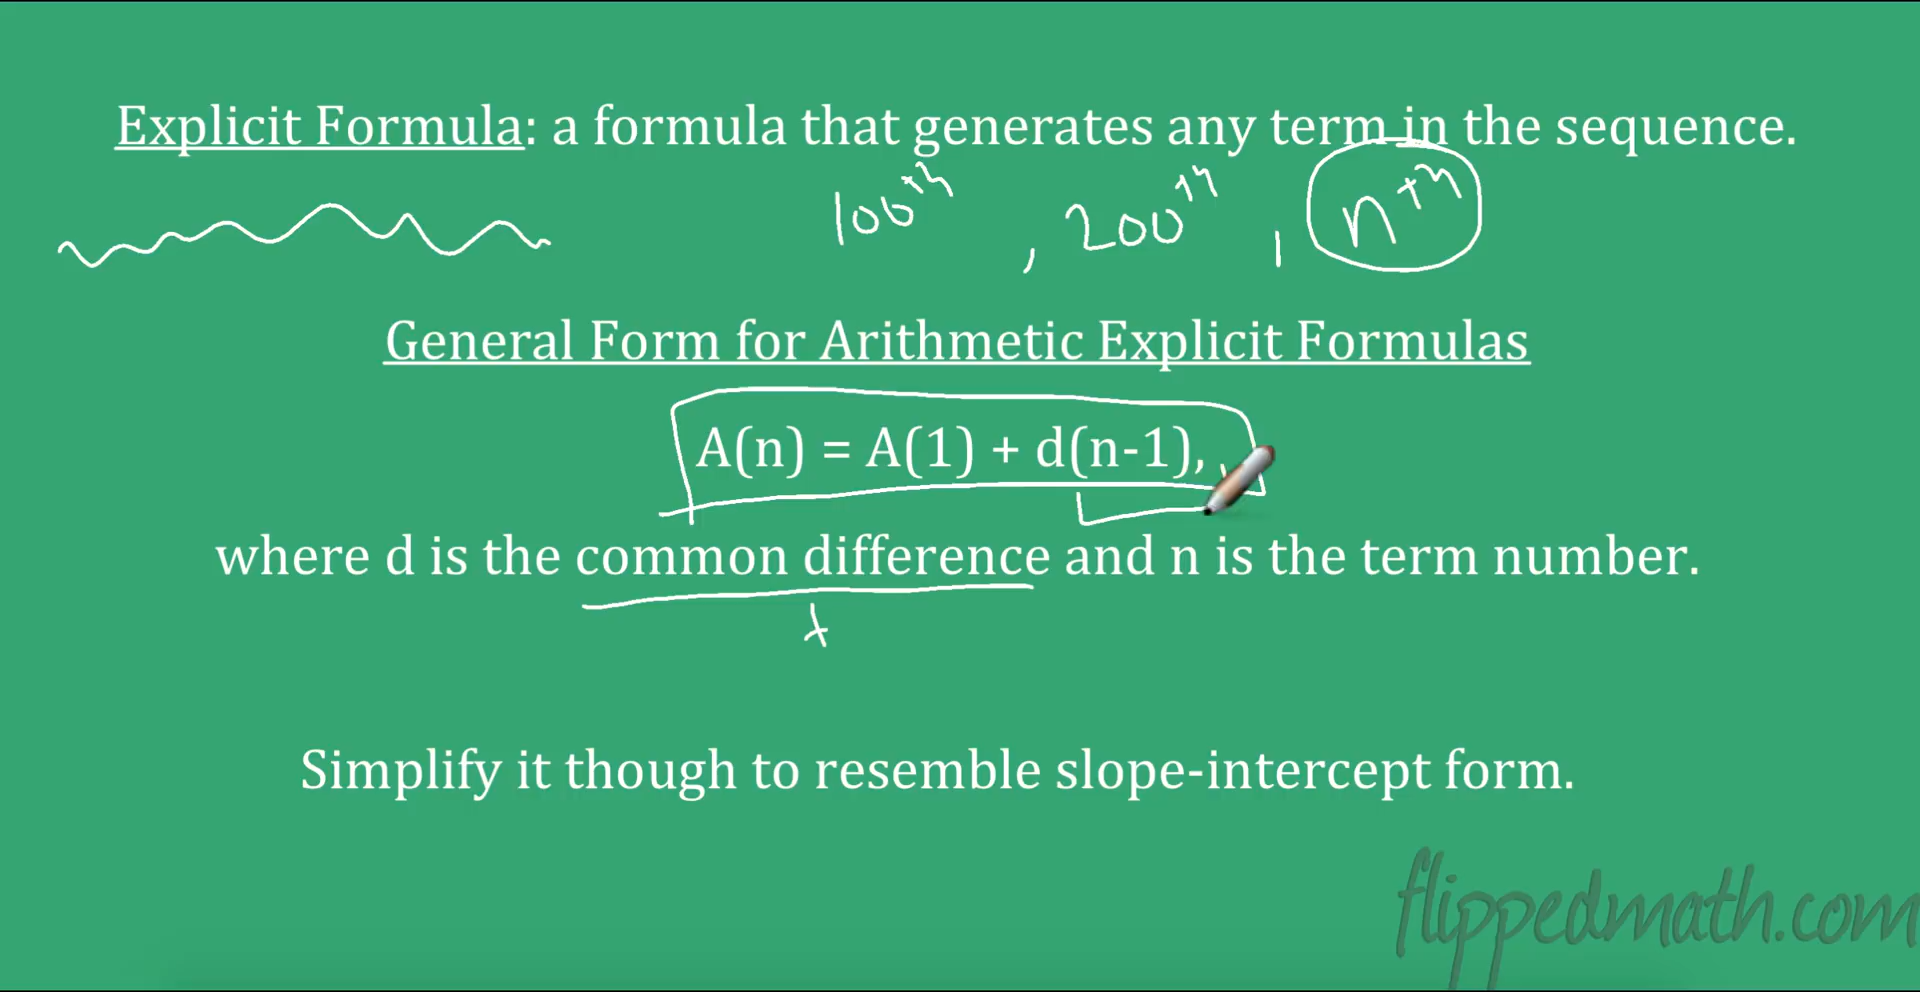 Explicit Formula: a formula that generates any term in the sequence.
100th, 200th, nth
General Form for Arithmetic Explicit Formulas
A(n) = A(1) + d(n-1),
where d is the common difference and n is the term number.
Simplify it though to resemble slope-intercept form.
flippedmath.com